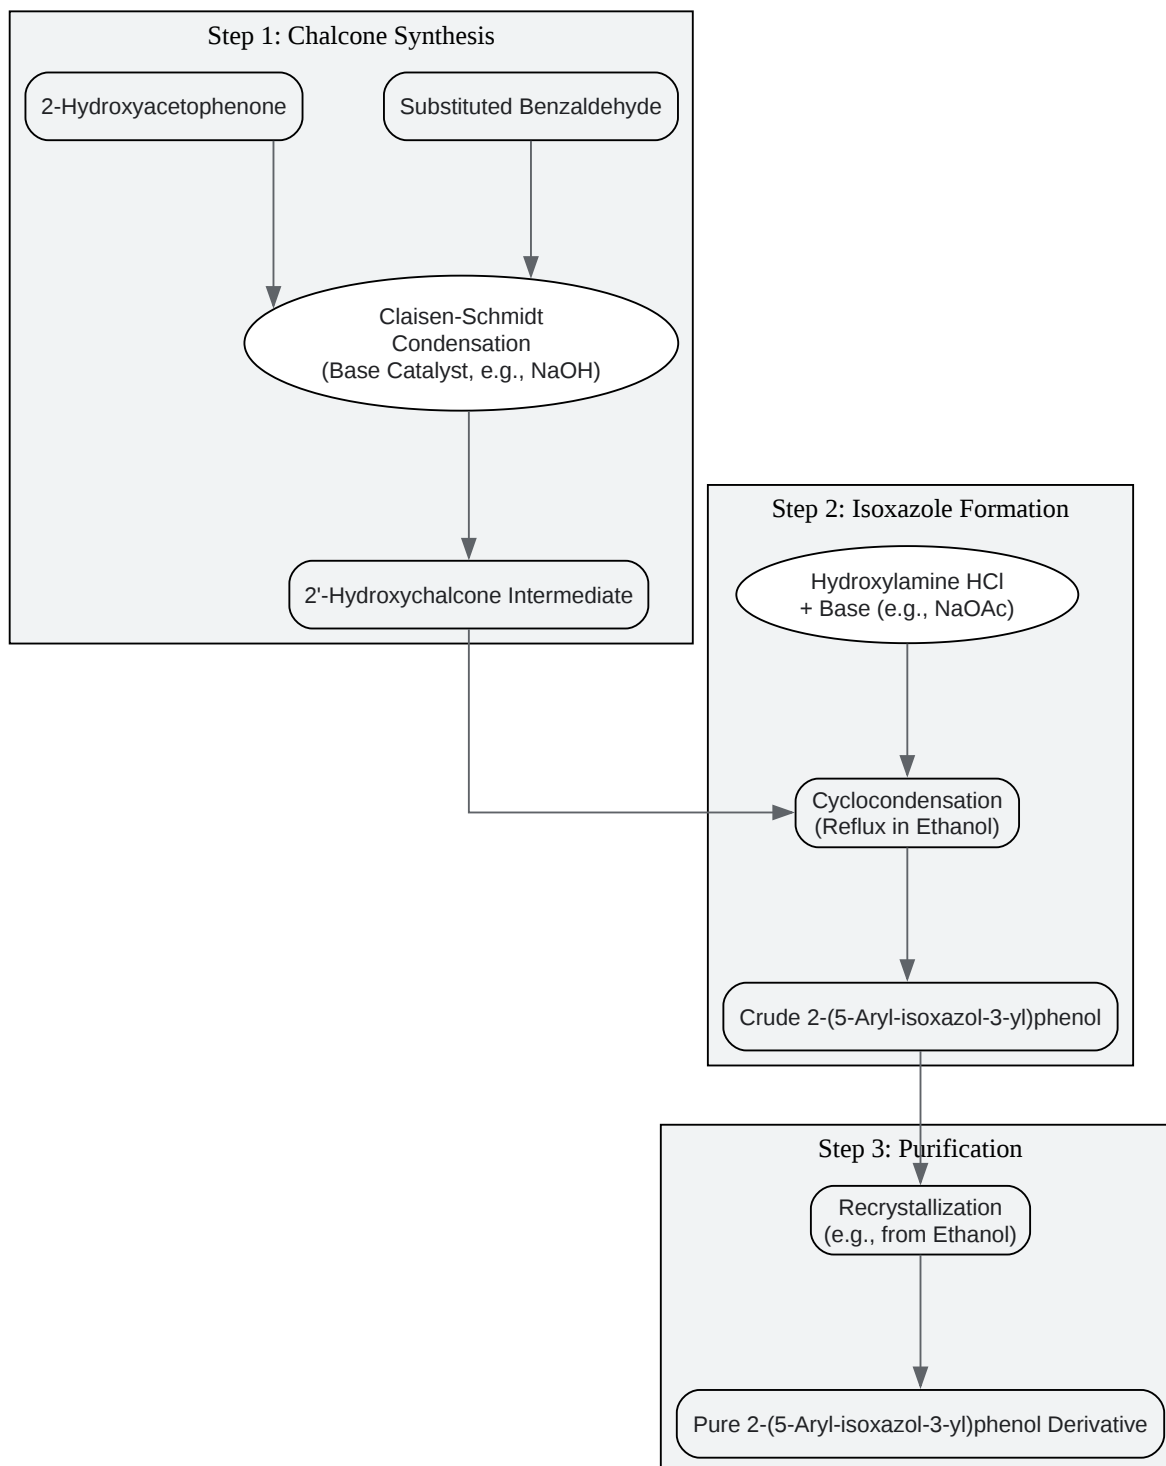 Step 1: Chalcone Synthesis
2-Hydroxyacetophenone
Substituted Benzaldehyde
Claisen-Schmidt
Condensation
(Base Catalyst, e.g., NaOH)
2'-Hydroxychalcone Intermediate
Step 2: Isoxazole Formation
Hydroxylamine HCl
+ Base (e.g., NaOAc)
Cyclocondensation
(Reflux in Ethanol)
Crude 2-(5-Aryl-isoxazol-3-yl)phenol
Step 3: Purification
Recrystallization
(e.g., from Ethanol)
Pure 2-(5-Aryl-isoxazol-3-yl)phenol Derivative